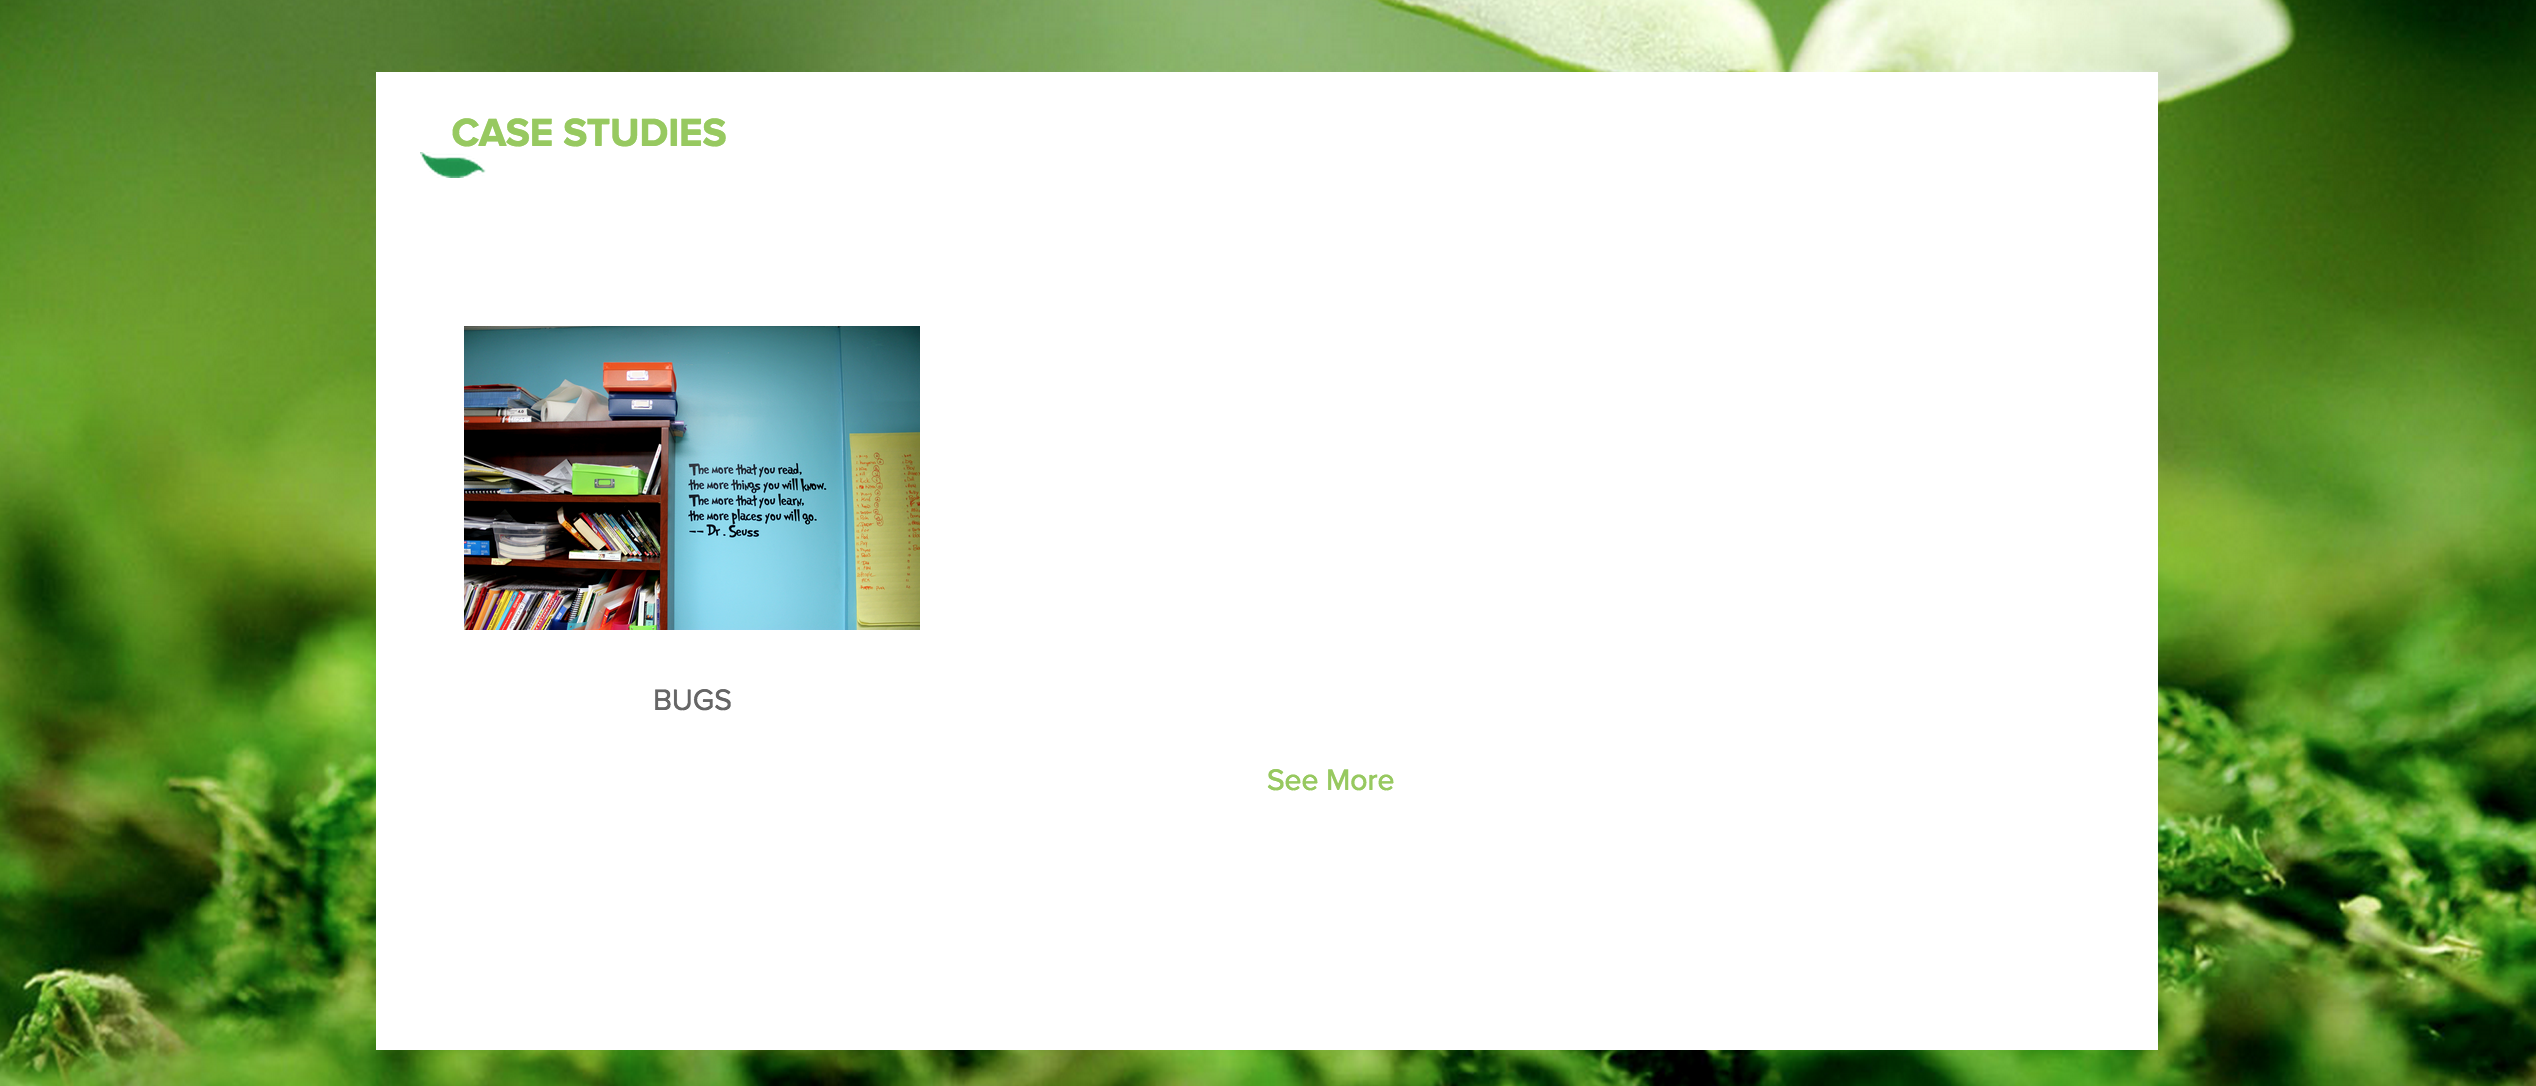 CASE STUDIES
The more that you read,
the more things you will know.
The more that you learn,
the more places you will go.
-- Dr. Seuss
BUGS
See More